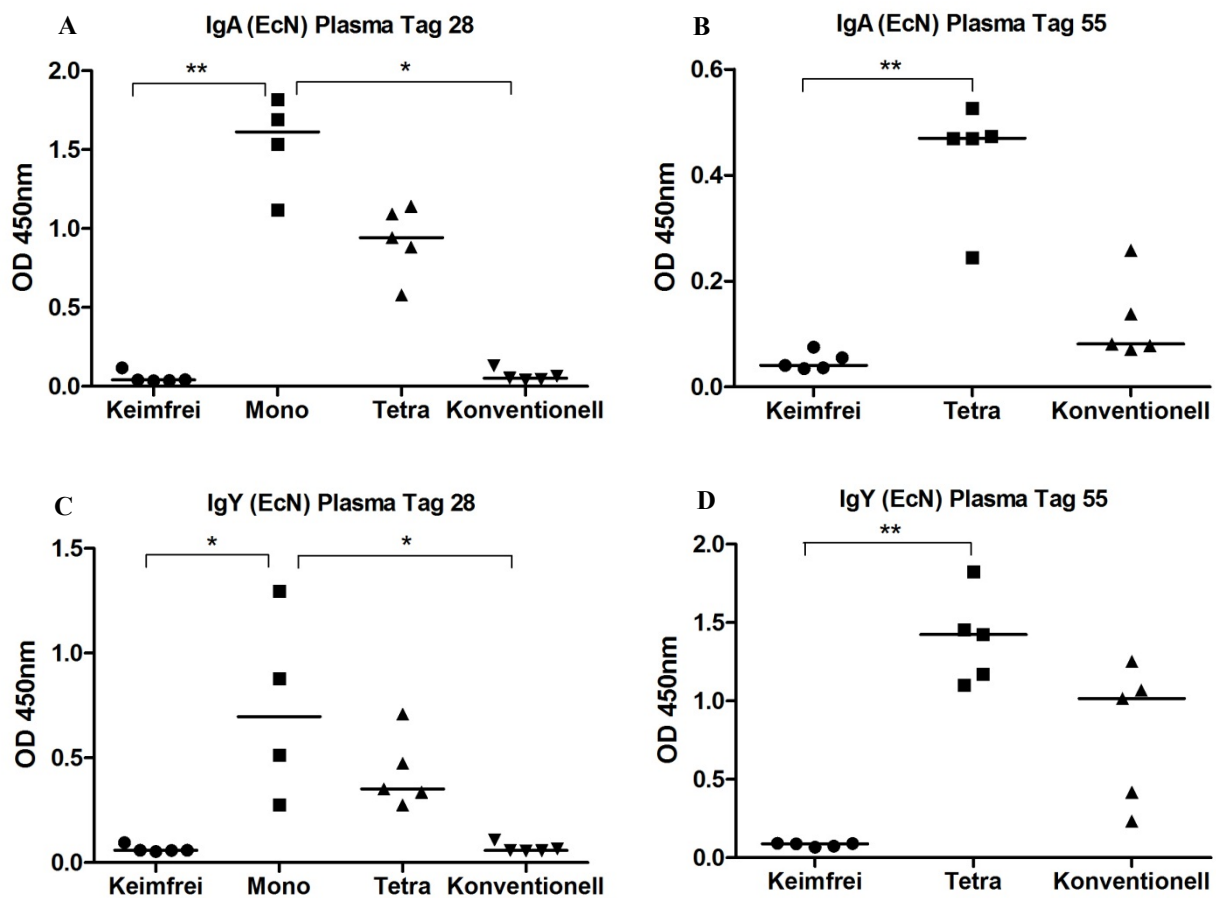 A
IgA (EcN) Plasma Tag 28
OD 450nm
2.0
1.5
1.0
0.5
0.0
**
*
Keimfrei Mono Tetra Konventionell
B
IgA (EcN) Plasma Tag 55
OD 450nm
0.6
0.4
0.2
0.0
**
Keimfrei Tetra Konventionell
C
IgY (EcN) Plasma Tag 28
OD 450nm
1.5
1.0
0.5
0.0
*
*
Keimfrei Mono Tetra Konventionell
D
IgY (EcN) Plasma Tag 55
OD 450nm
2.0
1.5
1.0
0.5
0.0
**
Keimfrei Tetra Konventionell